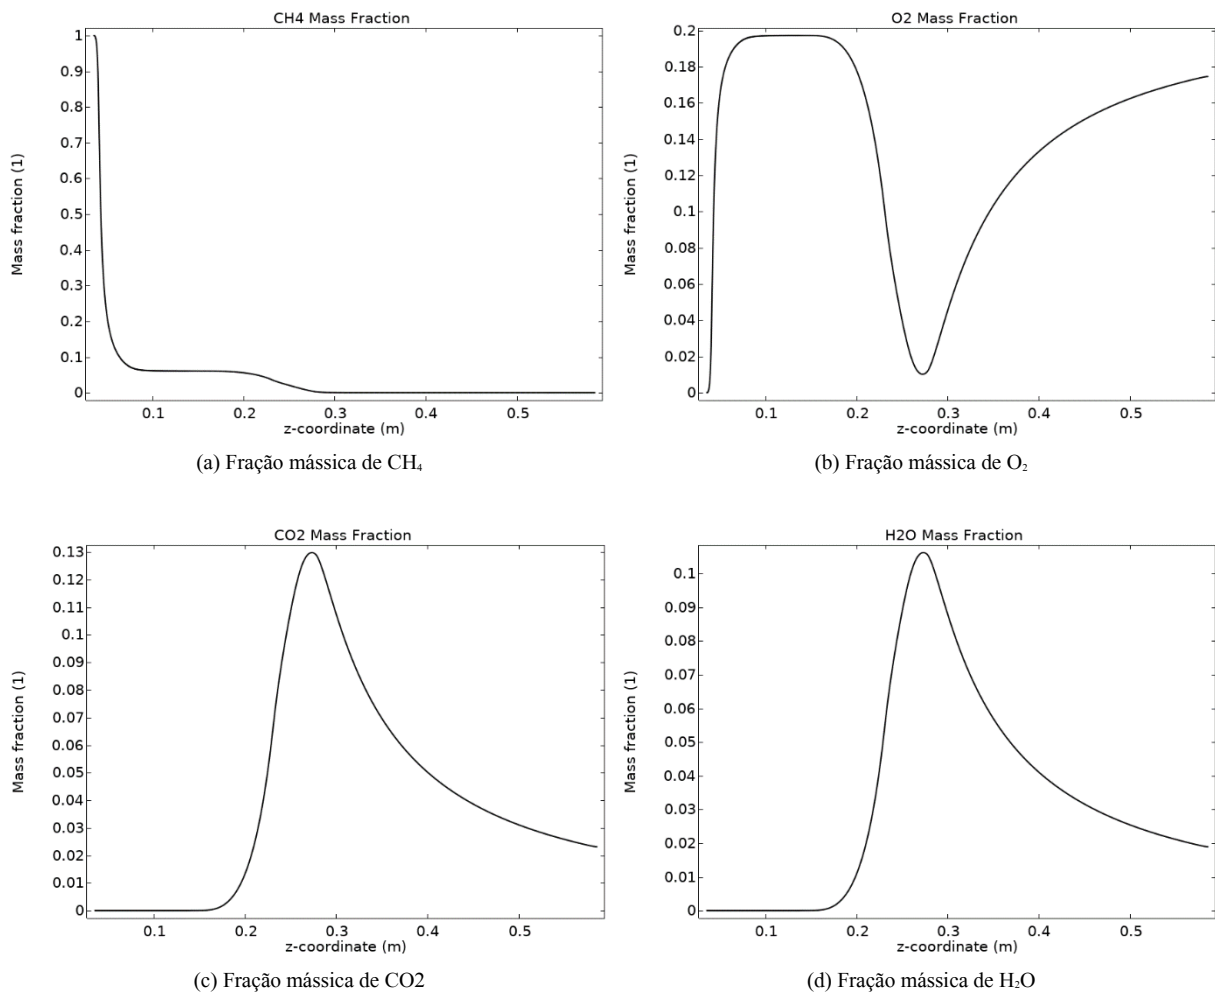 CH4 Mass Fraction
1
0.9
0.8
0.7
0.6
0.5
0.4
0.3
0.2
0.1
0
Mass fraction (1)
0.1 0.2 0.3 0.4 0.5
z-coordinate (m)
(a) Fração mássica de CH₄
O2 Mass Fraction
0.2
0.18
0.16
0.14
0.12
0.1
0.08
0.06
0.04
0.02
0
Mass fraction (1)
0.1 0.2 0.3 0.4 0.5
z-coordinate (m)
(b) Fração mássica de O₂
CO2 Mass Fraction
0.13
0.12
0.11
0.1
0.09
0.08
0.07
0.06
0.05
0.04
0.03
0.02
0.01
0
Mass fraction (1)
0.1 0.2 0.3 0.4 0.5
z-coordinate (m)
(c) Fração mássica de CO2
H2O Mass Fraction
0.1
0.09
0.08
0.07
0.06
0.05
0.04
0.03
0.02
0.01
0
Mass fraction (1)
0.1 0.2 0.3 0.4 0.5
z-coordinate (m)
(d) Fração mássica de H₂O